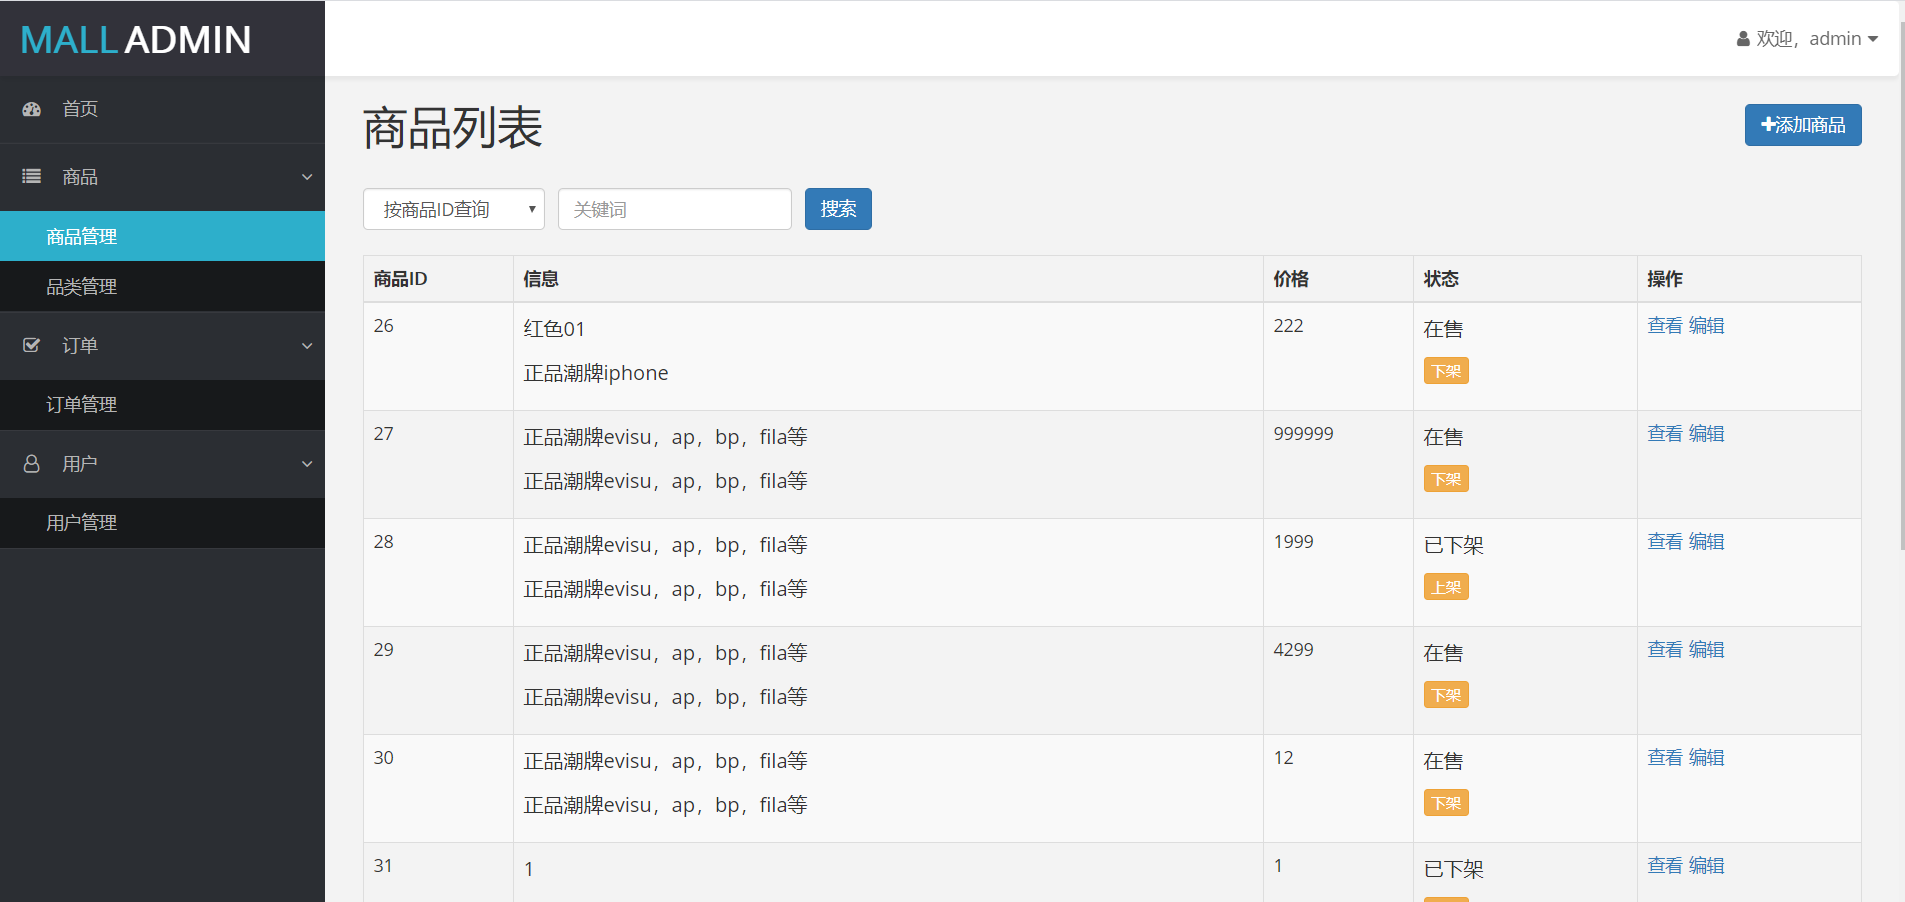 MALL ADMIN
欢迎，admin
首页
商品
商品管理
品类管理
订单
订单管理
用户
用户管理
商品列表
添加商品
按商品ID查询 关键词 搜索
商品ID 信息 价格 状态 操作
26 红色01 222 在售 查看 编辑
正品潮牌iphone 下架
27 正品潮牌evisu，ap，bp，fila等 999999 在售 查看 编辑
正品潮牌evisu，ap，bp，fila等 下架
28 正品潮牌evisu，ap，bp，fila等 1999 已下架 查看 编辑
正品潮牌evisu，ap，bp，fila等 上架
29 正品潮牌evisu，ap，bp，fila等 4299 在售 查看 编辑
正品潮牌evisu，ap，bp，fila等 下架
30 正品潮牌evisu，ap，bp，fila等 12 在售 查看 编辑
正品潮牌evisu，ap，bp，fila等 下架
31 1 1 已下架 查看 编辑